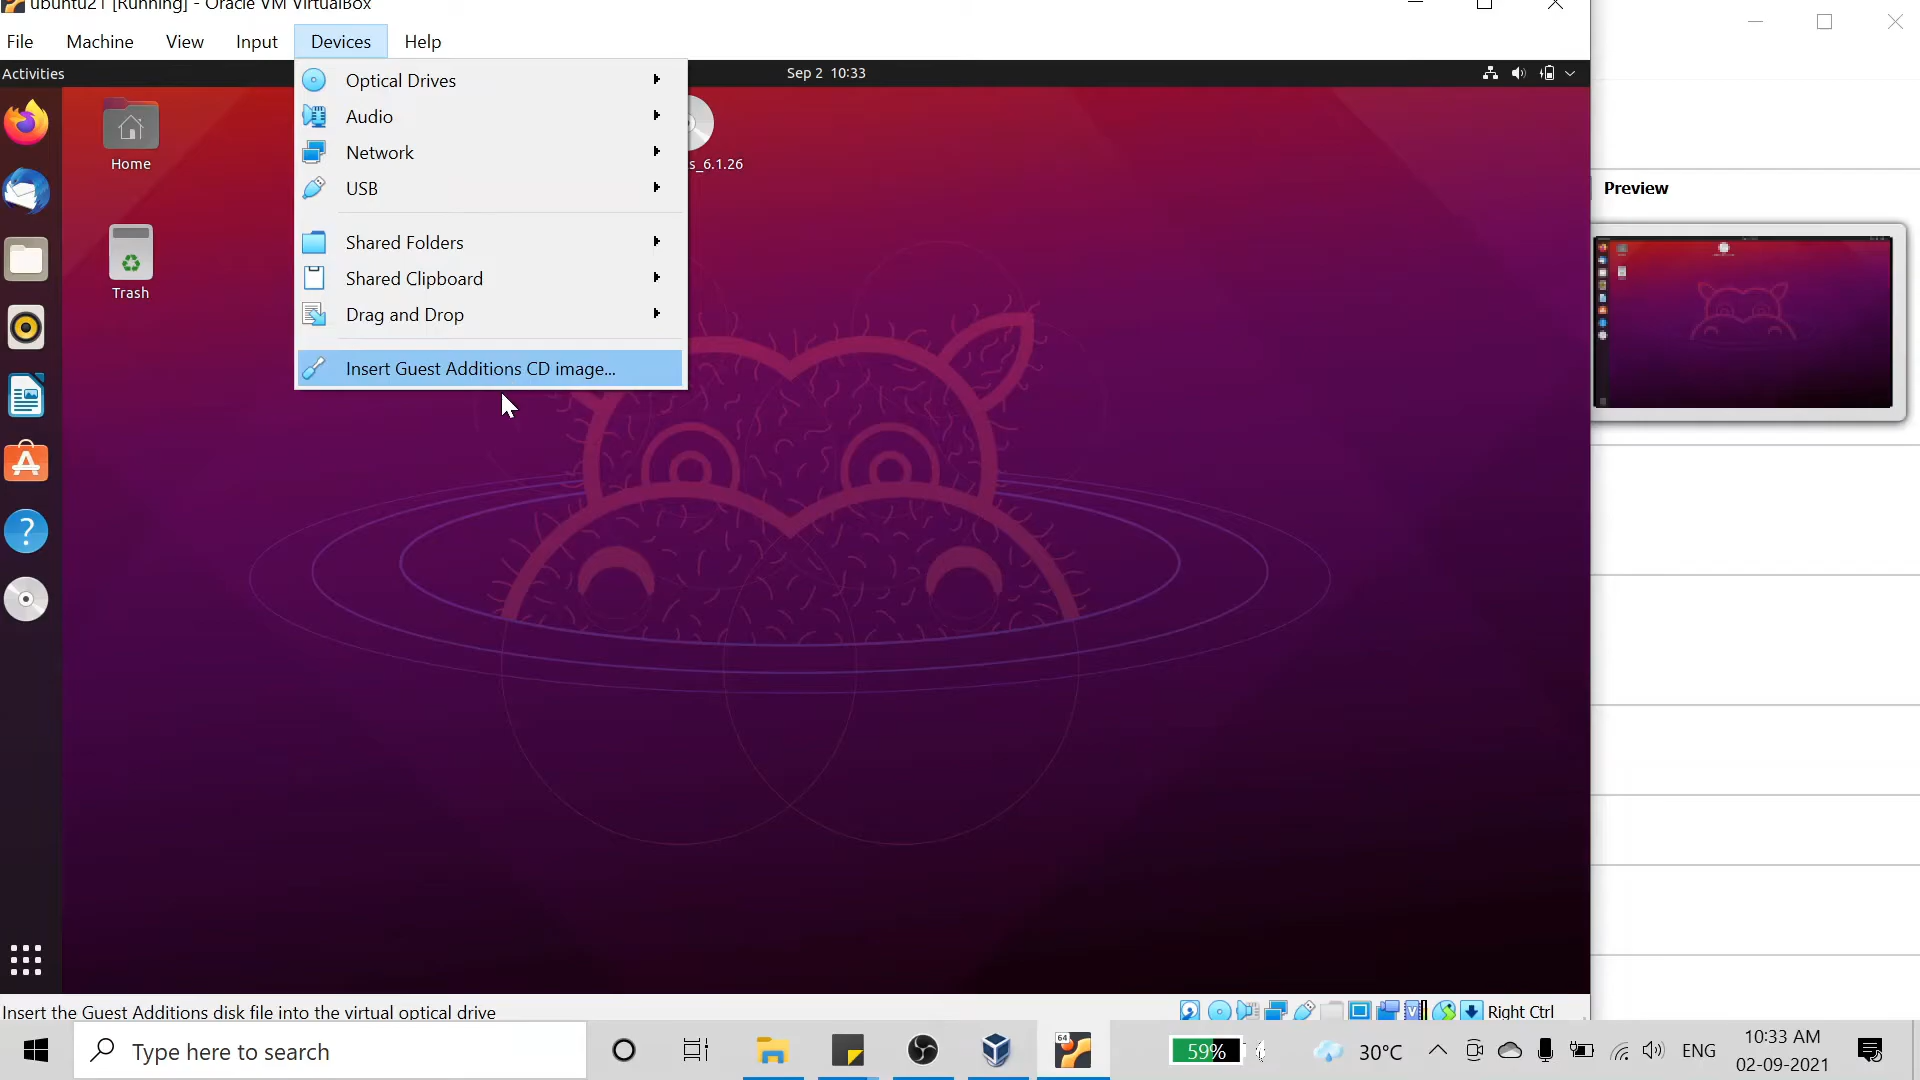 ubuntu21 [Running] - Oracle VM VirtualBox
File Machine View Input Devices Help
Activities
Sep 2 10:33
Optical Drives
Audio
Network
USB
Shared Folders
Shared Clipboard
Drag and Drop
Insert Guest Additions CD image...
Home
Trash
s_6.1.26
Preview
Insert the Guest Additions disk file into the virtual optical drive
Right Ctrl
Type here to search
64
59%
30°C
ENG
10:33 AM
02-09-2021